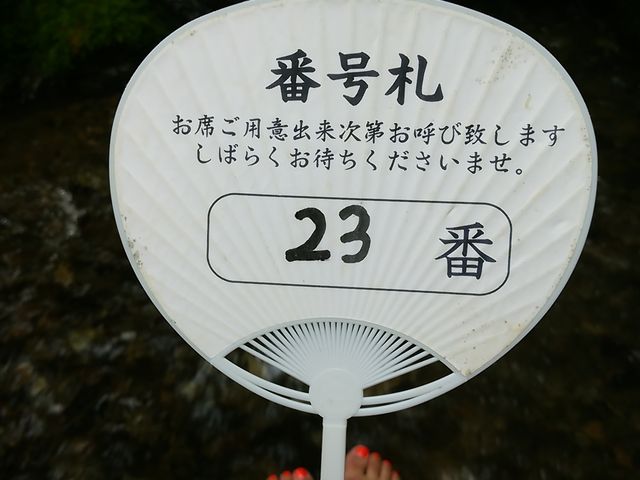 番号札
お席ご用意出来次第お呼び致します
しばらくお待ちくださいませ。
23 番